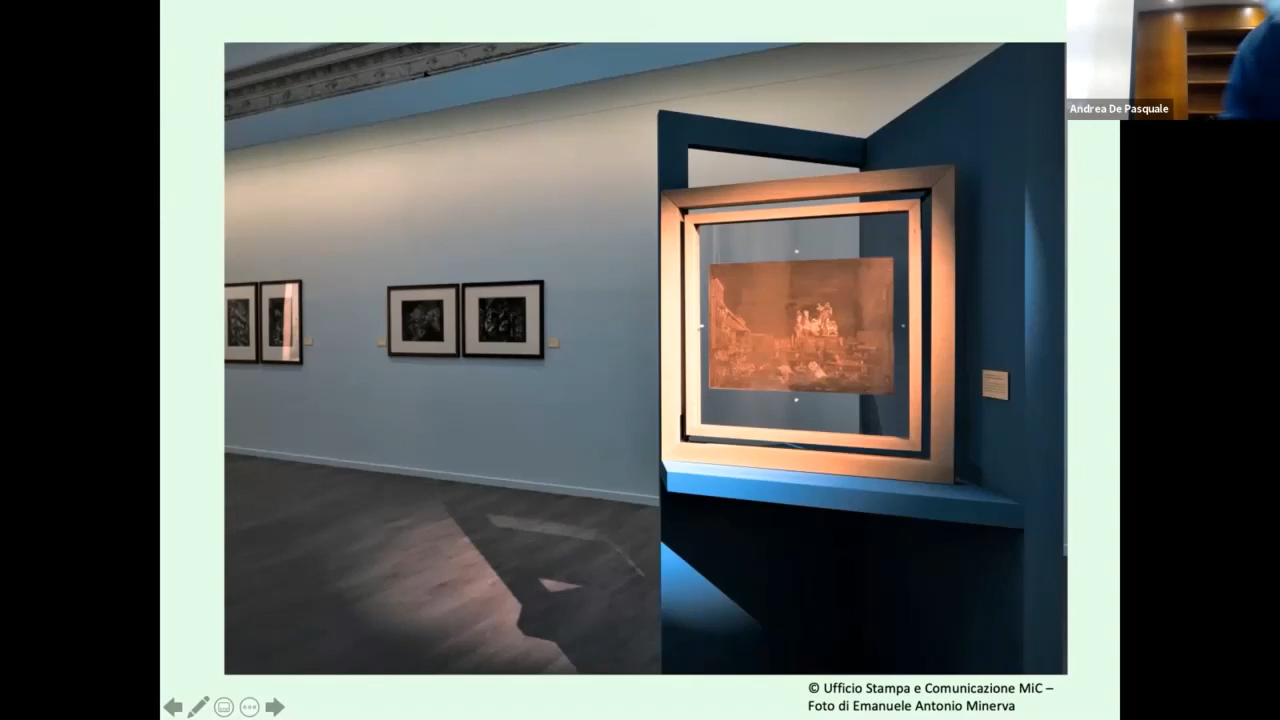 Andrea De Pasquale
© Ufficio Stampa e Comunicazione MiC –
Foto di Emanuele Antonio Minerva